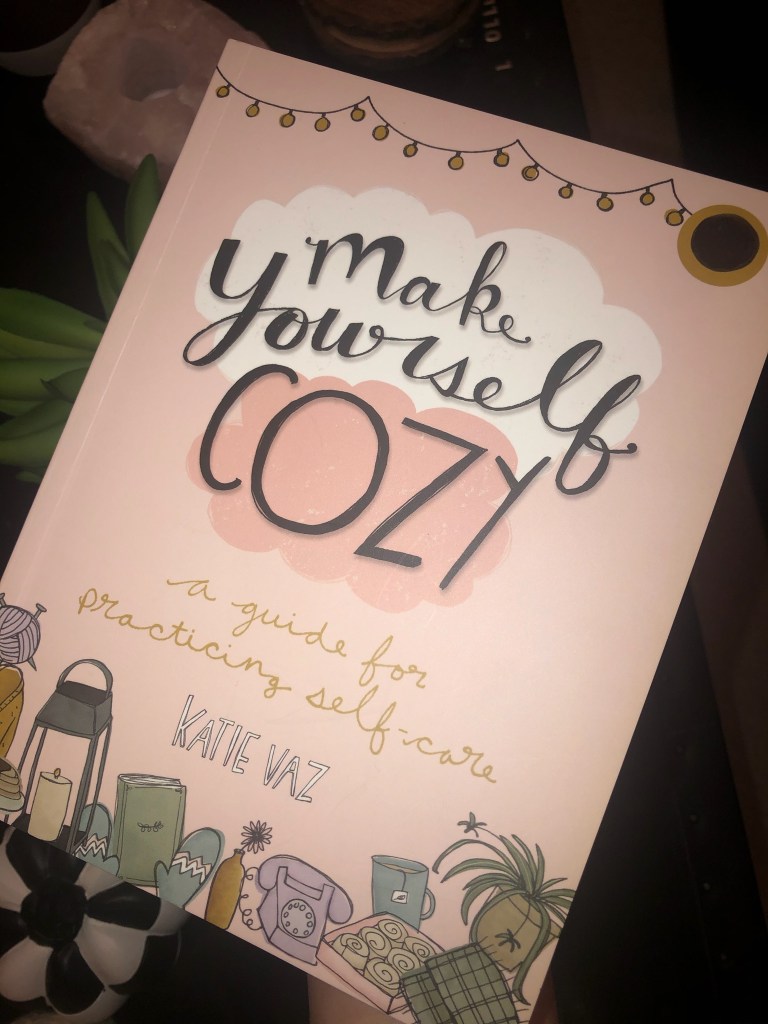 make
yourself
COZY
a guide for
practicing self-care
KATIE VAZ